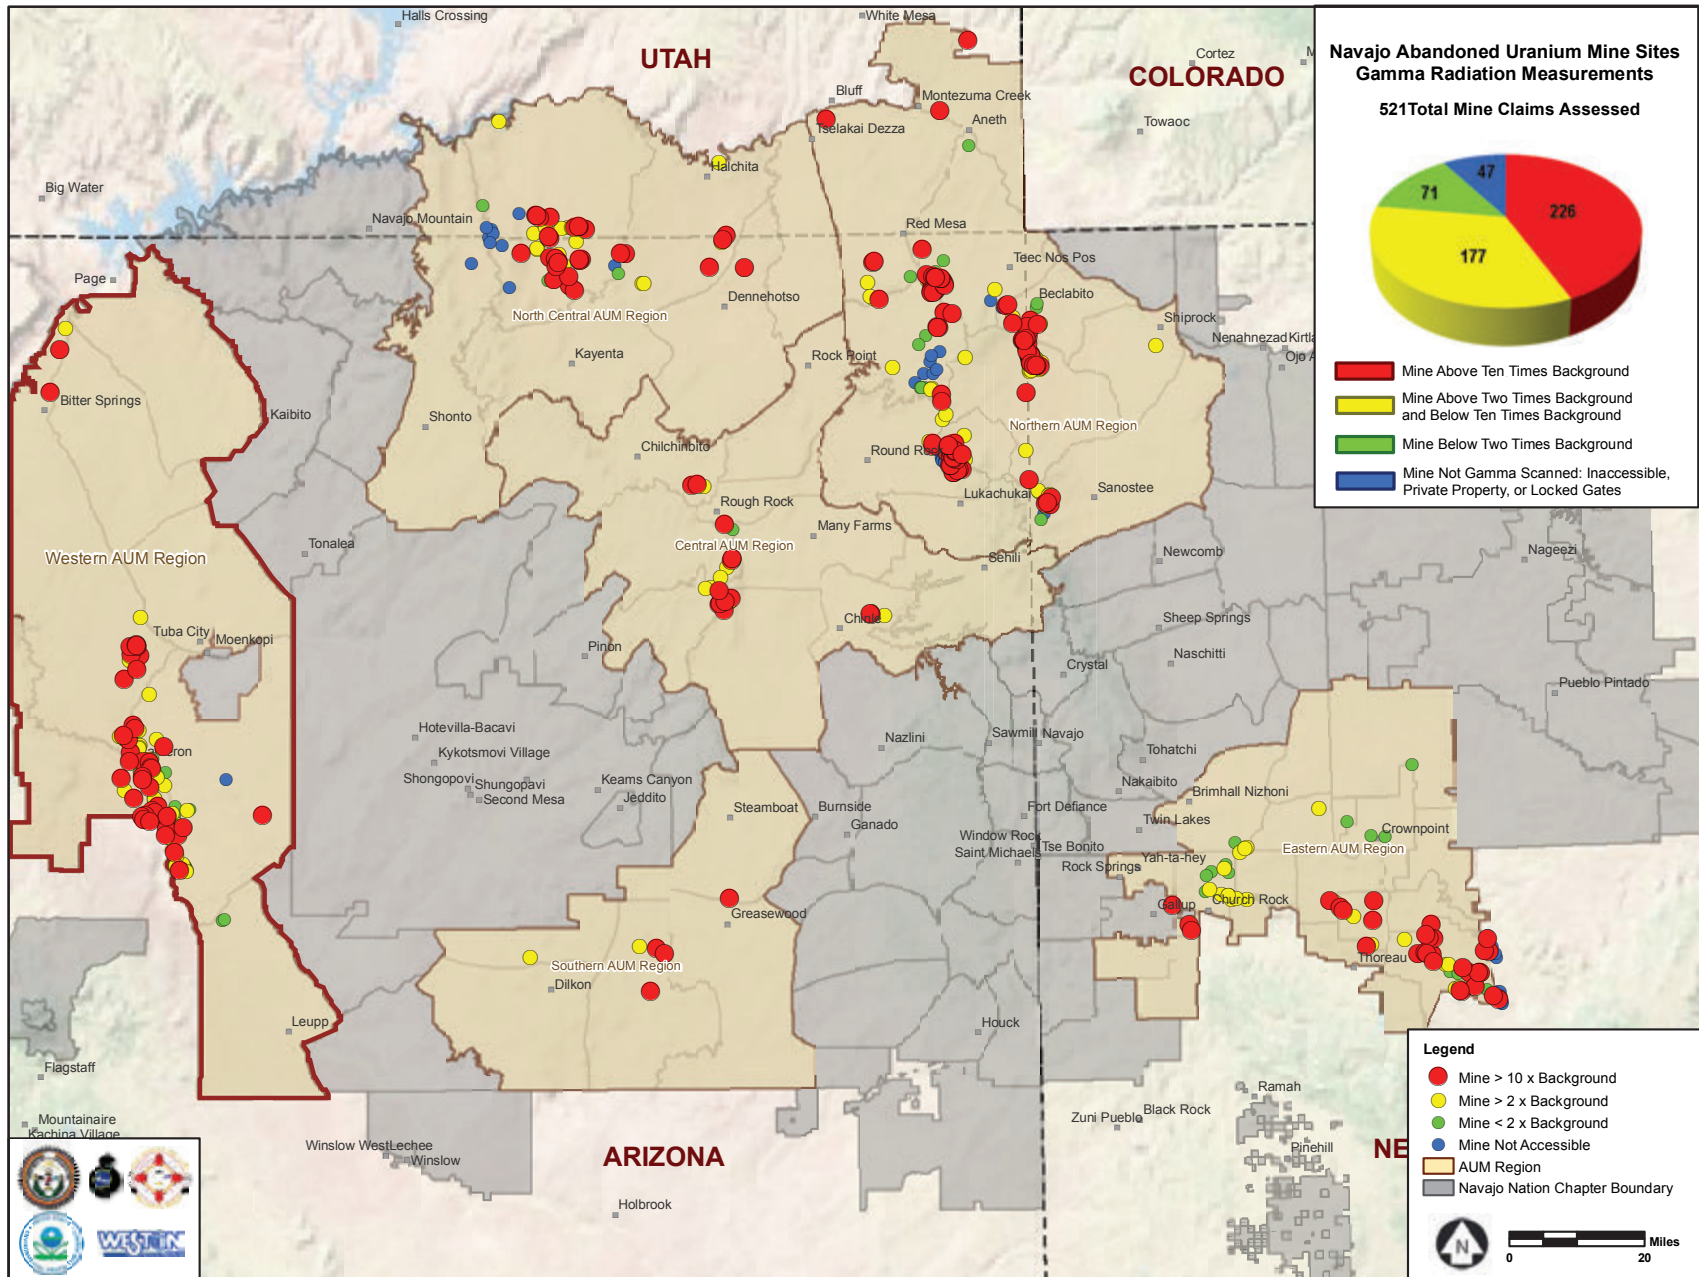 Halls Crossing
White Mesa
UTAH
COLORADO
Cortez
M
Navajo Abandoned Uranium Mine Sites
Gamma Radiation Measurements
521Total Mine Claims Assessed
47
71
226
177
Mine Above Ten Times Background
Mine Above Two Times Background
and Below Ten Times Background
Mine Below Two Times Background
Mine Not Gamma Scanned: Inaccessible,
Private Property, or Locked Gates
Bluff
Montezuma Creek
Tselakai Dezza
Aneth
Towaoc
Halchita
Big Water
Navajo Mountain
Red Mesa
Teec Nos Pos
Page
Dennehotso
Beclabito
North Central AUM Region
Shiprock
Nenahnezad
Kirtla
Ojo A
Kayenta
Rock Point
Bitter Springs
Kaibito
Shonto
Northern AUM Region
Chilchinbito
Round Ro
Rough Rock
Lukachukai
Sanostee
Many Farms
Tonalea
Central AUM Region
Western AUM Region
Sehili
Newcomb
Nageezi
Chinle
Sheep Springs
Tuba City
Moenkopi
Pinon
Naschitti
Crystal
Pueblo Pintado
Hotevilla-Bacavi
Sawmill
Navajo
Nazlini
Tohatchi
Kykotsmovi Village
eron
Shongopovi
Shungopavi
Second Mesa
Keams Canyon
Jeddito
Nakaibito
Brimhall Nizhoni
Steamboat
Burnside
Fort Defiance
Ganado
Twin Lakes
Crownpoint
Window Rock
Saint Michaels
Tse Bonito
Eastern AUM Region
Yah-ta-hey
Rock Springs
Gallup
Church Rock
Greasewood
Southern AUM Region
Thoreau
Dilkon
Leupp
Houck
Flagstaff
Ramah
Mountainaire
Kachina Village
Zuni Pueblo
Black Rock
Winslow West
Lechee
Winslow
ARIZONA
Pinehill
NE
Holbrook
Legend
Mine > 10 x Background
Mine > 2 x Background
Mine < 2 x Background
Mine Not Accessible
AUM Region
Navajo Nation Chapter Boundary
N
Miles
0
20